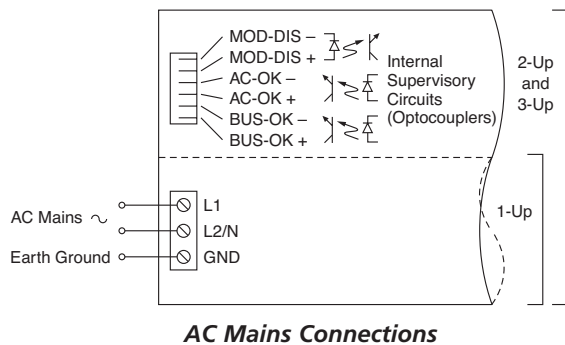 MOD-DIS –
MOD-DIS +
AC-OK –
AC-OK +
BUS-OK –
BUS-OK +
Internal
Supervisory
Circuits
(Optocouplers)
2-Up
and
3-Up
1-Up
AC Mains ∼
Earth Ground
L1
L2/N
GND
AC Mains Connections